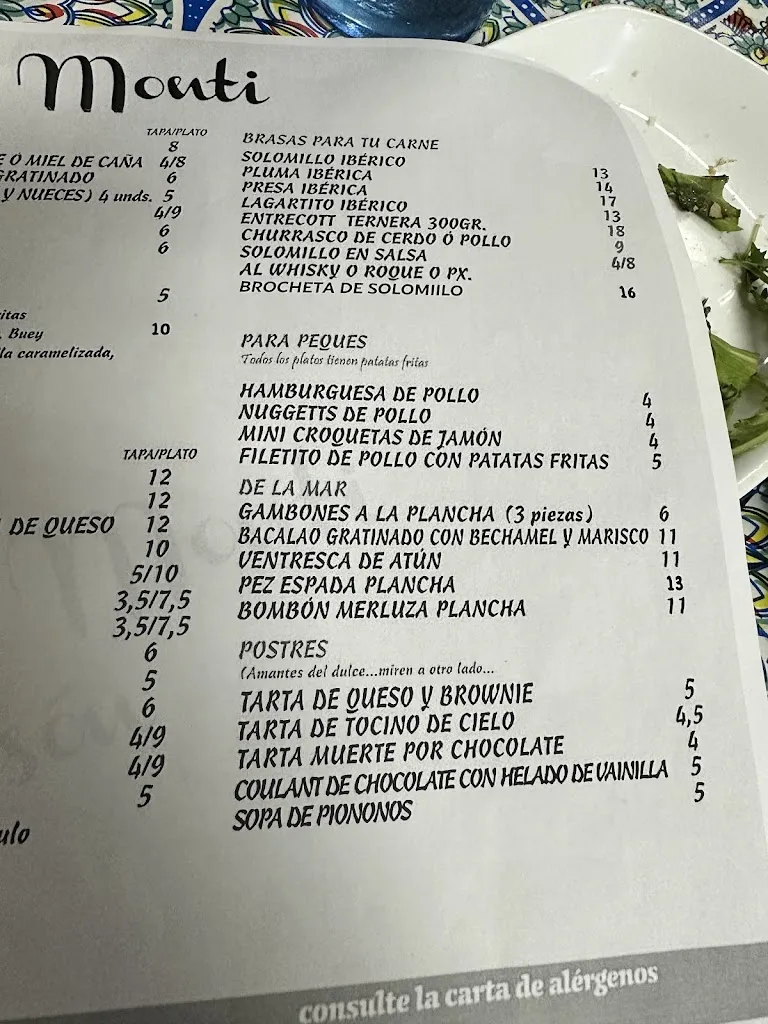 Monti
TAPA/PLATO
8
E O MIEL DE CAÑA 4/8
GRATINADO 6
Y NUECES) 4 unds. 5
4/9
6
6
5
itas
, Buey 10
lla caramelizada,
TAPA/PLATO
12
12
DE QUESO 12
10
5/10
3,5/7,5
3,5/7,5
6
5
6
4/9
4/9
5
ulo
BRASAS PARA TU CARNE
SOLOMILLO IBÉRICO 13
PLUMA IBÉRICA 14
PRESA IBÉRICA 17
LAGARTITO IBÉRICO 13
ENTRECOTT TERNERA 300GR. 18
CHURRASCO DE CERDO Ó POLLO 9
SOLOMILLO EN SALSA 4/8
AL WHISKY O ROQUE O PX.
BROCHETA DE SOLOMIILO 16
PARA PEQUES
Todos los platos tienen patatas fritas
HAMBURGUESA DE POLLO 4
NUGGETTS DE POLLO 4
MINI CROQUETAS DE JAMÓN 4
FILETITO DE POLLO CON PATATAS FRITAS 5
DE LA MAR
GAMBONES A LA PLANCHA (3 piezas) 6
BACALAO GRATINADO CON BECHAMEL Y MARISCO 11
VENTRESCA DE ATÚN 11
PEZ ESPADA PLANCHA 13
BOMBÓN MERLUZA PLANCHA 11
POSTRES
(Amantes del dulce...miren a otro lado...
TARTA DE QUESO Y BROWNIE 5
TARTA DE TOCINO DE CIELO 4,5
TARTA MUERTE POR CHOCOLATE 4
COULANT DE CHOCOLATE CON HELADO DE VAINILLA 5
SOPA DE PIONONOS 5
consulte la carta de alérgenos